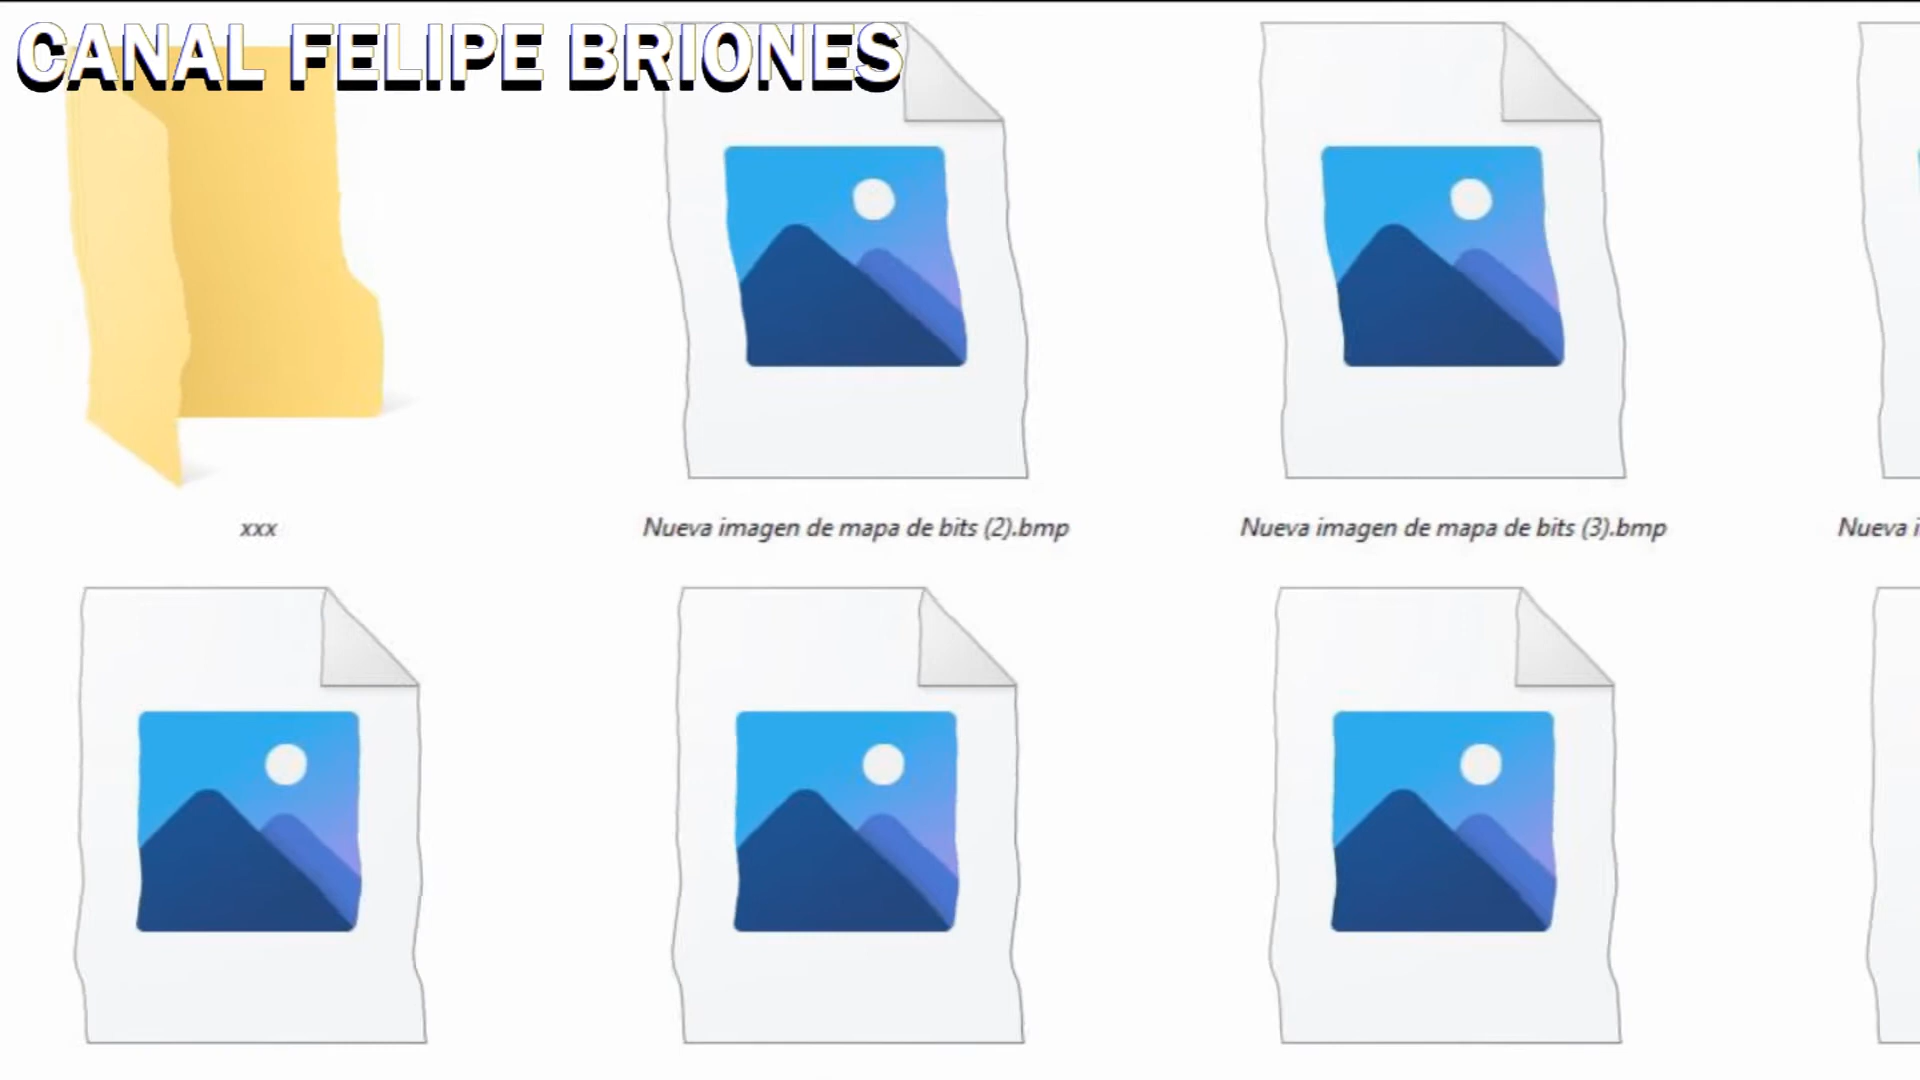 CANAL FELIPE BRIONES
xxx
Nueva imagen de mapa de bits (2).bmp
Nueva imagen de mapa de bits (3).bmp
Nueva